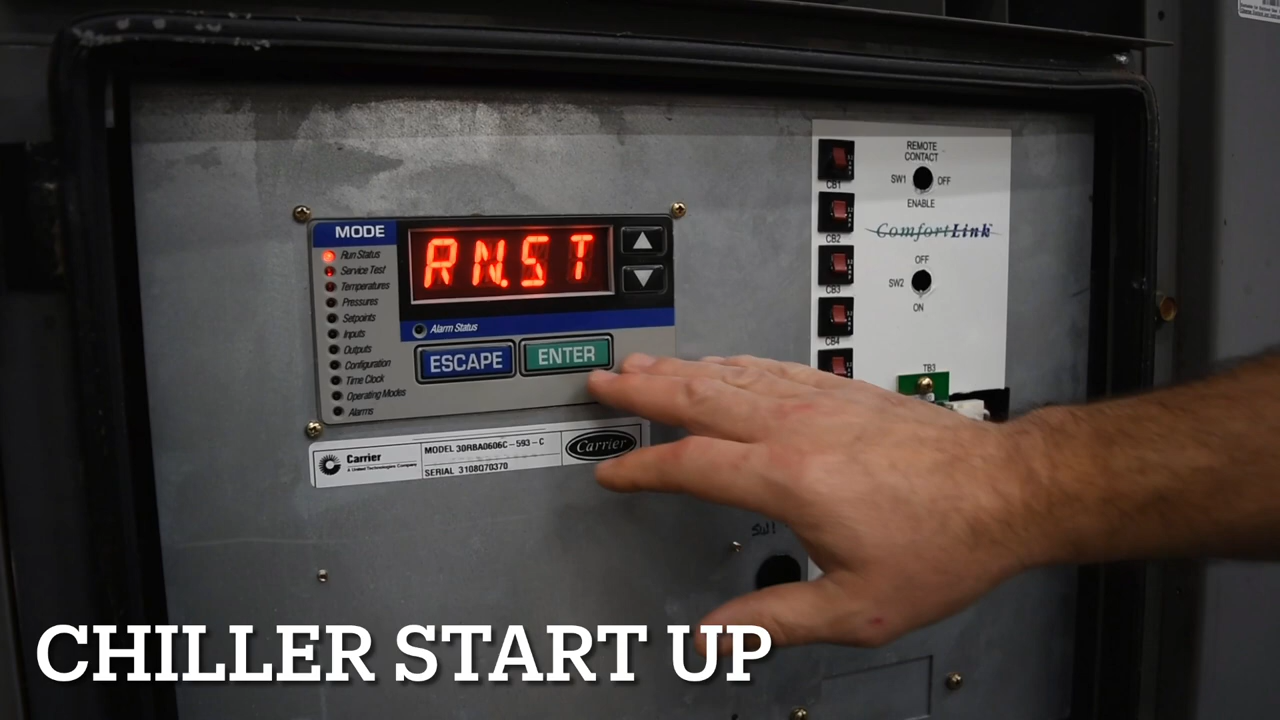 MODE
Run Status
Service Test
Temperatures
Pressures
Setpoints
Inputs
Outputs
Configuration
Time Clock
Operating Modes
Alarms
RN.ST
Alarm Status
ESCAPE
ENTER
Carrier
A United Technologies Company
MODEL 30RBA0606C-593-C
SERIAL 3108Q70370
Carrier
CB1
CB2
CB3
CB4
REMOTE
CONTACT
SW1
OFF
ENABLE
ComfortLink
OFF
SW2
ON
TB3
SW1
CHILLER START UP